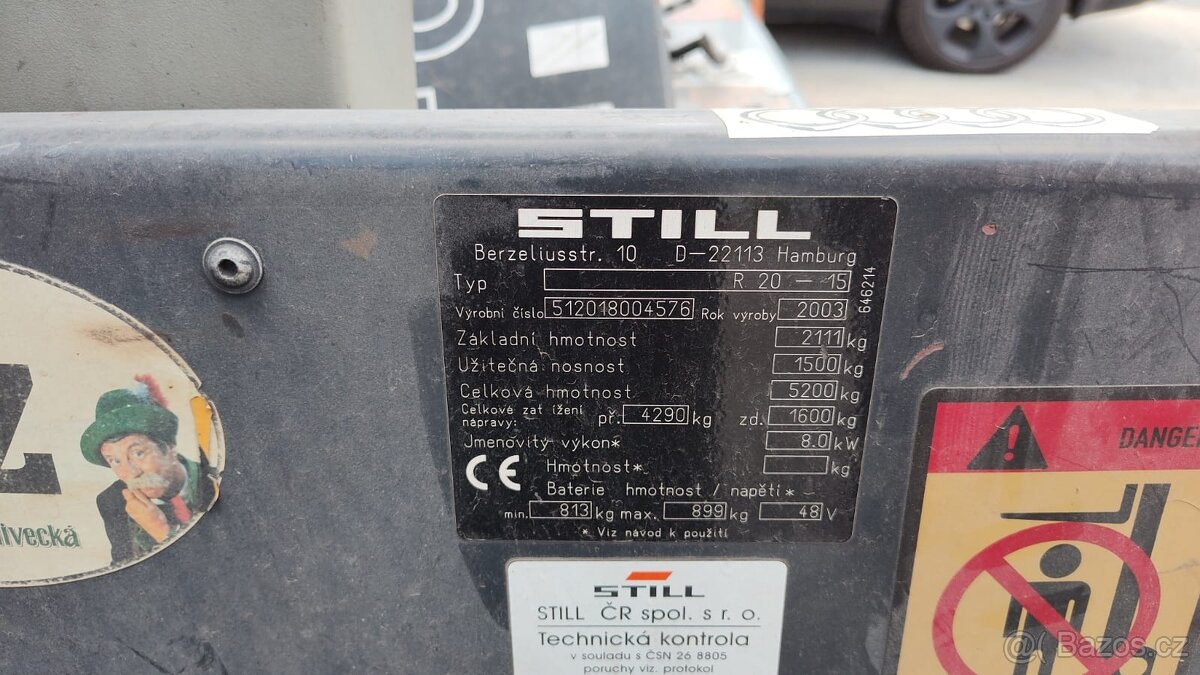 STILL
Berzeliusstr. 10 D-22113 Hamburg
Typ R 20 - 15
Výrobní číslo 512018004576 Rok výroby 2003
646214
Základní hmotnost 2111 kg
Užitečná nosnost 1500 kg
Celková hmotnost 5200 kg
Celkové zat ížení
nápravy: př. 4290 kg zd. 1600 kg
Jmenovitý výkon* 8.0 kW
CE Hmotnost* kg
Baterie hmotnost / napětí *
min. 813 kg max. 899 kg 48 V
* Viz návod k použití
STILL
STILL ČR spol. s r. o.
Technická kontrola
v souladu s ČSN 26 8805
poruchy viz. protokol
DANGE
Bazos.cz